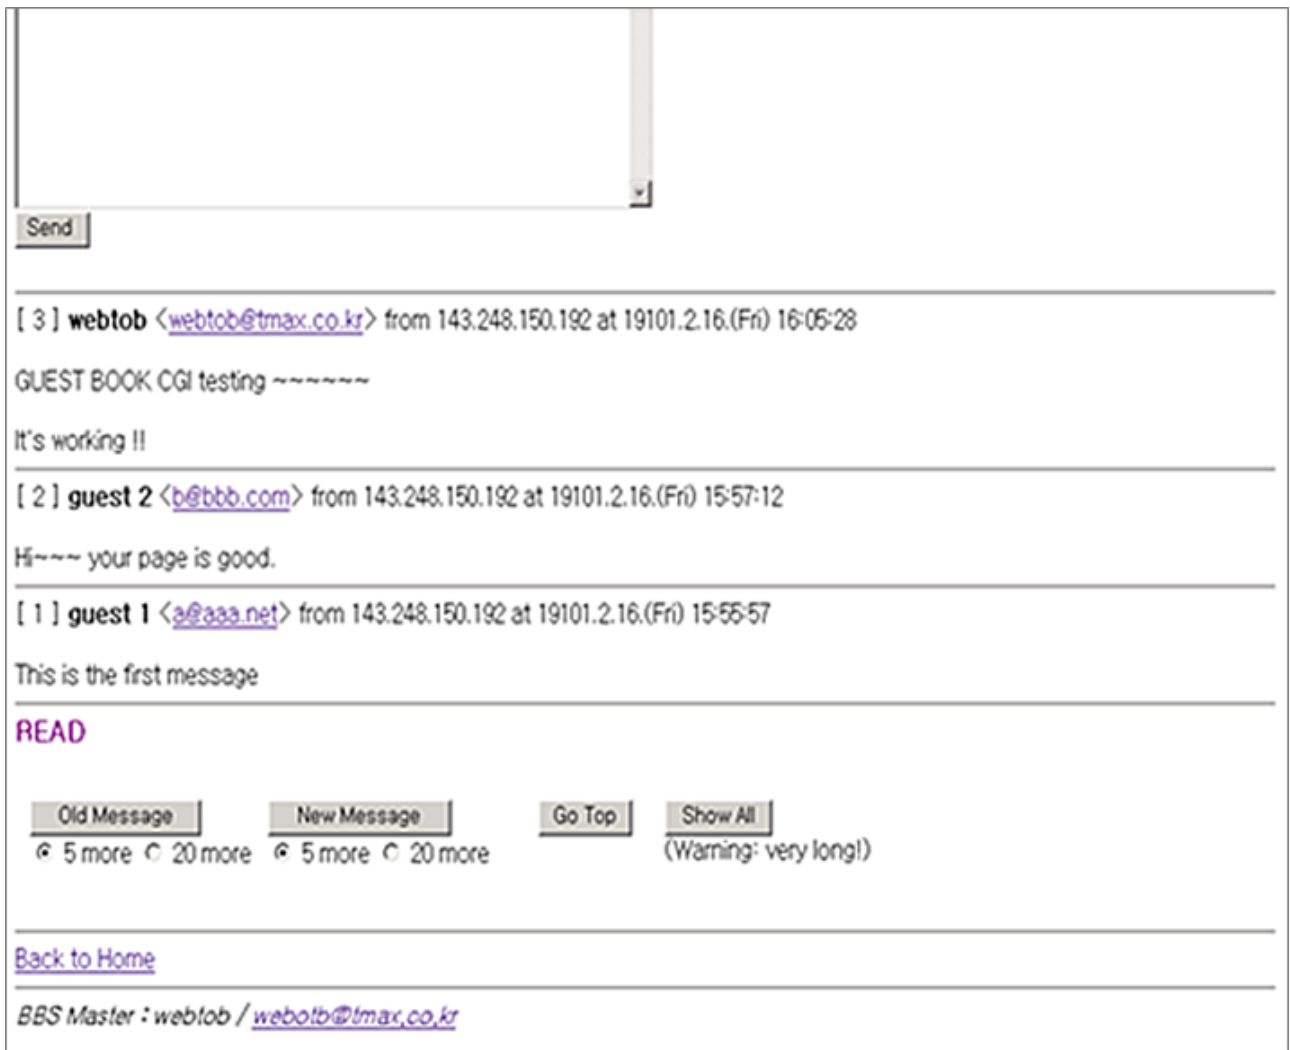 Send
[ 3 ] webtob <webtob@tmax.co.kr> from 143.248.150.192 at 19101.2.16.(Fri) 16:05:28
GUEST BOOK CGI testing ~~~~~~
It's working !!
[ 2 ] guest 2 <b@bbb.com> from 143.248.150.192 at 19101.2.16.(Fri) 15:57:12
Hi~~~ your page is good.
[ 1 ] guest 1 <a@aaa.net> from 143.248.150.192 at 19101.2.16.(Fri) 15:55:57
This is the first message
READ
Old Message New Message Go Top Show All
5 more 20 more 5 more 20 more (Warning: very long!)
Back to Home
BBS Master : webtob / webotb@tmax,co,kr